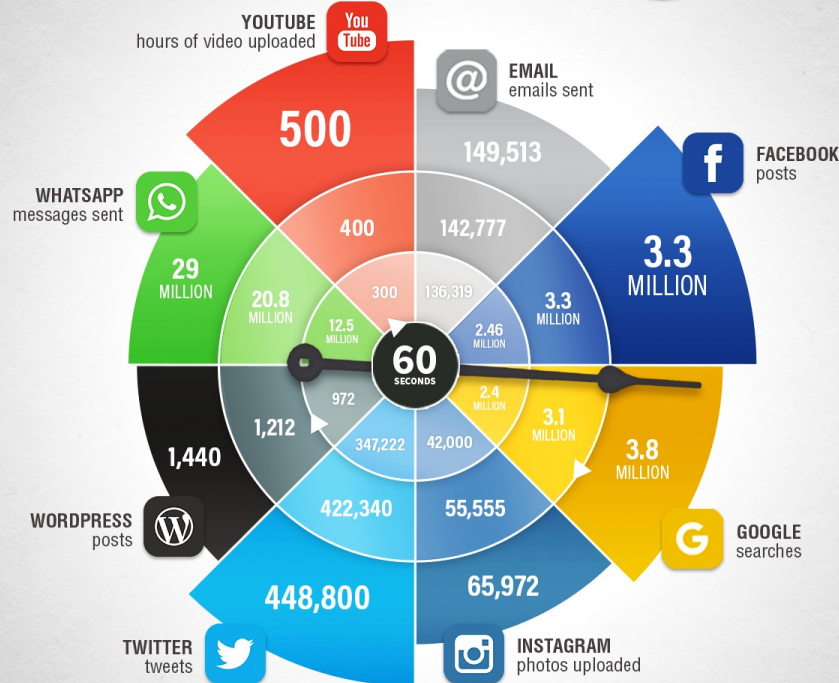 YOUTUBE
hours of video uploaded
You
Tube
@
EMAIL
emails sent
500
149,513
f
FACEBOOK
posts
WHATSAPP
messages sent
400
142,777
3.3
MILLION
29
MILLION
20.8
MILLION
12.5
MILLION
300
136,319
2.46
MILLION
3.3
MILLION
60
SECONDS
1,440
1,212
972
347,222
42,000
2.4
MILLION
3.1
MILLION
3.8
MILLION
422,340
55,555
WORDPRESS
posts
W
G
GOOGLE
searches
448,800
65,972
TWITTER
tweets
INSTAGRAM
photos uploaded